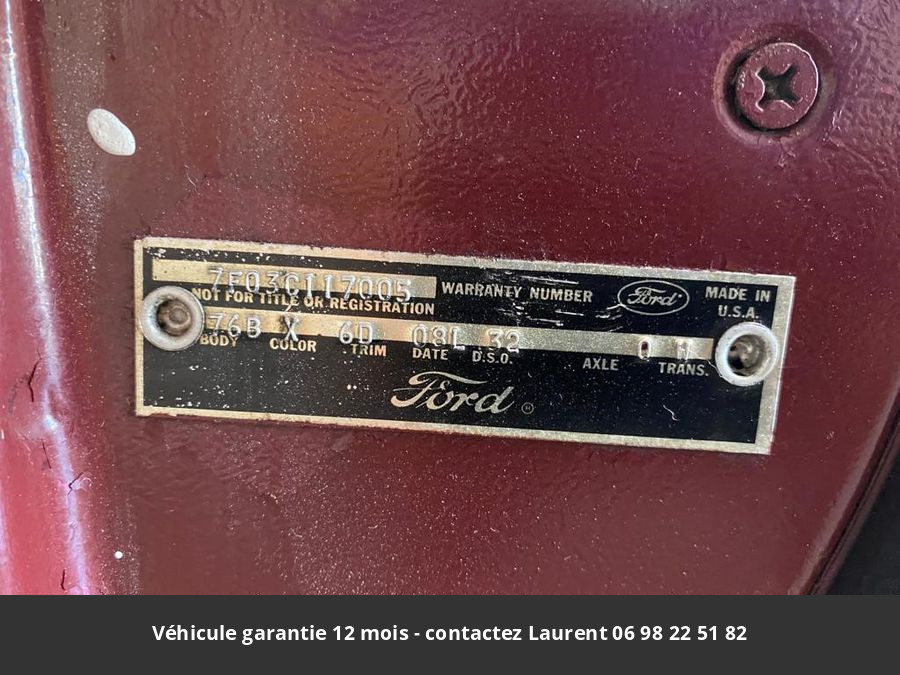 7F03C117005 WARRANTY NUMBER Ford MADE IN
NOT FOR TITLE OR REGISTRATION U.S.A.
76B X 6D 08L 32
BODY COLOR TRIM DATE D.S.O. AXLE TRANS.
Ford
Véhicule garantie 12 mois - contactez Laurent 06 98 22 51 82